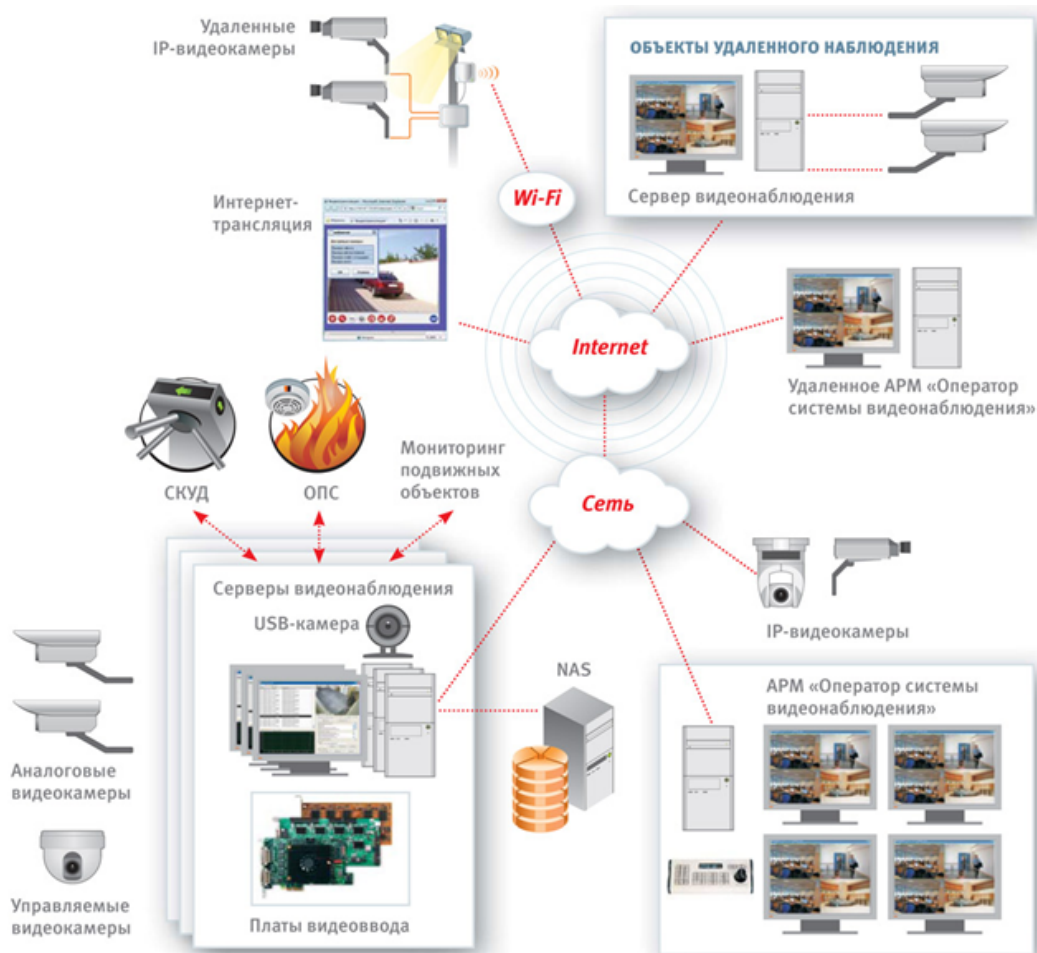 Удаленные
IP-видеокамеры
ОБЪЕКТЫ УДАЛЕННОГО НАБЛЮДЕНИЯ
Сервер видеонаблюдения
Wi-Fi
Интернет-
трансляция
Internet
Удаленное АРМ «Оператор
системы видеонаблюдения»
СКУД
ОПС
Мониторинг
подвижных
объектов
Сеть
Серверы видеонаблюдения
USB-камера
IP-видеокамеры
NAS
АРМ «Оператор системы
видеонаблюдения»
Аналоговые
видеокамеры
Управляемые
видеокамеры
Платы видеоввода